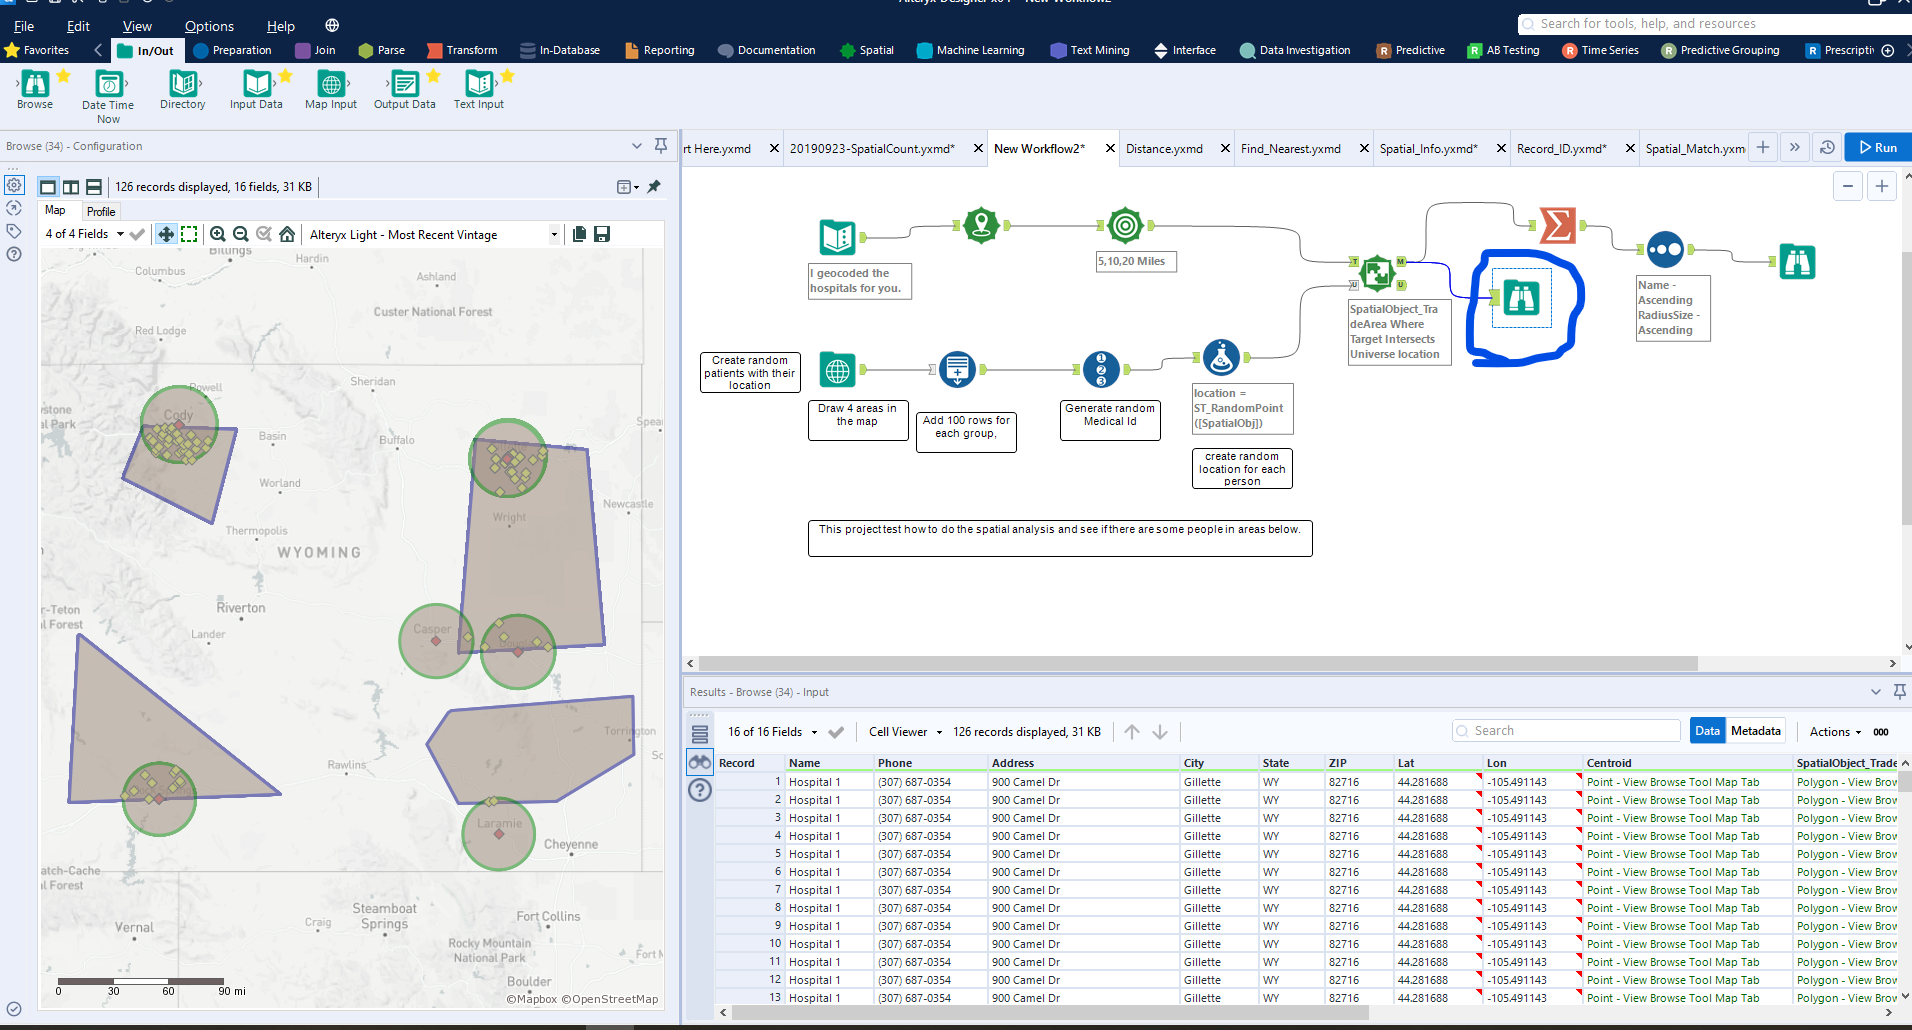 Alteryx Designer x64 - New Workflow2*
File Edit View Options Help
Search for tools, help, and resources
Favorites In/Out Preparation Join Parse Transform In-Database Reporting Documentation Spatial Machine Learning Text Mining Interface Data Investigation Predictive AB Testing Time Series Predictive Grouping Prescripti
Browse Date Time Now Directory Input Data Map Input Output Data Text Input
Browse (34) - Configuration
126 records displayed, 16 fields, 31 KB
Map Profile
4 of 4 Fields Alteryx Light - Most Recent Vintage
Billings
Hardin
Columbus
Ashland
Custer National Forest
Red Lodge
Powell
Sheridan
Cody
ystone
nal Park
Spear
Basin
Buffalo
Worland
Newcastle
Wright
Thermopolis
WYOMING
r-Teton
l Forest
Riverton
Lander
Casper
Douglas
Torrington
Sc
Rawlins
Laramie
Cheyenne
atch-Cache
l Forest
Vernal
Craig
Steamboat
Springs
Fort Collins
Rocky Mountain
National Park
Fort M
Boulder
0 30 60 90 mi
©Mapbox ©OpenStreetMap
rt Here.yxmd 20190923-SpatialCount.yxmd* New Workflow2* Distance.yxmd Find_Nearest.yxmd Spatial_Info.yxmd* Record_ID.yxmd* Spatial_Match.yxm Run
I geocoded the
hospitals for you.
5,10,20 Miles
T M
U U
SpatialObject_Tra
deArea Where
Target Intersects
Universe location
Name -
Ascending
RadiusSize -
Ascending
Create random
patients with their
location
Draw 4 areas in
the map
Add 100 rows for
each group,
1
2
3
Generate random
Medical Id
location =
ST_RandomPoint
([SpatialObj])
create random
location for each
person
This project test how to do the spatial analysis and see if there are some people in areas below.
Results - Browse (34) - Input
16 of 16 Fields Cell Viewer 126 records displayed, 31 KB Search Data Metadata Actions 000
Record Name Phone Address City State ZIP Lat Lon Centroid SpatialObject_Trade
1 Hospital 1 (307) 687-0354 900 Camel Dr Gillette WY 82716 44.281688 -105.491143 Point - View Browse Tool Map Tab Polygon - View Brow
2 Hospital 1 (307) 687-0354 900 Camel Dr Gillette WY 82716 44.281688 -105.491143 Point - View Browse Tool Map Tab Polygon - View Brow
3 Hospital 1 (307) 687-0354 900 Camel Dr Gillette WY 82716 44.281688 -105.491143 Point - View Browse Tool Map Tab Polygon - View Brow
4 Hospital 1 (307) 687-0354 900 Camel Dr Gillette WY 82716 44.281688 -105.491143 Point - View Browse Tool Map Tab Polygon - View Brow
5 Hospital 1 (307) 687-0354 900 Camel Dr Gillette WY 82716 44.281688 -105.491143 Point - View Browse Tool Map Tab Polygon - View Brow
6 Hospital 1 (307) 687-0354 900 Camel Dr Gillette WY 82716 44.281688 -105.491143 Point - View Browse Tool Map Tab Polygon - View Brow
7 Hospital 1 (307) 687-0354 900 Camel Dr Gillette WY 82716 44.281688 -105.491143 Point - View Browse Tool Map Tab Polygon - View Brow
8 Hospital 1 (307) 687-0354 900 Camel Dr Gillette WY 82716 44.281688 -105.491143 Point - View Browse Tool Map Tab Polygon - View Brow
9 Hospital 1 (307) 687-0354 900 Camel Dr Gillette WY 82716 44.281688 -105.491143 Point - View Browse Tool Map Tab Polygon - View Brow
10 Hospital 1 (307) 687-0354 900 Camel Dr Gillette WY 82716 44.281688 -105.491143 Point - View Browse Tool Map Tab Polygon - View Brow
11 Hospital 1 (307) 687-0354 900 Camel Dr Gillette WY 82716 44.281688 -105.491143 Point - View Browse Tool Map Tab Polygon - View Brow
12 Hospital 1 (307) 687-0354 900 Camel Dr Gillette WY 82716 44.281688 -105.491143 Point - View Browse Tool Map Tab Polygon - View Brow
13 Hospital 1 (307) 687-0354 900 Camel Dr Gillette WY 82716 44.281688 -105.491143 Point - View Browse Tool Map Tab Polygon - View Brow